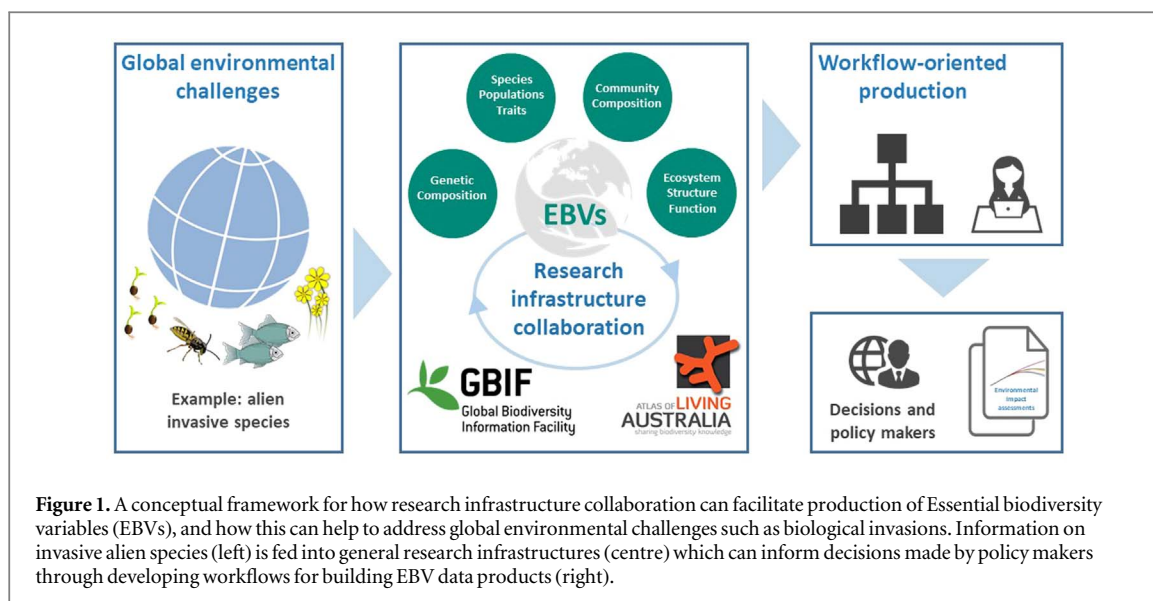 Global environmental
challenges
Example: alien
invasive species
Species
Populations
Traits
Community
Composition
Genetic
Composition
Ecosystem
Structure
Function
EBVs
Research
infrastructure
collaboration
GBIF
Global Biodiversity
Information Facility
ATLAS OF LIVING
AUSTRALIA
sharing biodiversity knowledge
Workflow-oriented
production
Decisions and
policy makers
Environmental
Impact
assessments
Figure 1. A conceptual framework for how research infrastructure collaboration can facilitate production of Essential biodiversity
variables (EBVs), and how this can help to address global environmental challenges such as biological invasions. Information on
invasive alien species (left) is fed into general research infrastructures (centre) which can inform decisions made by policy makers
through developing workflows for building EBV data products (right).